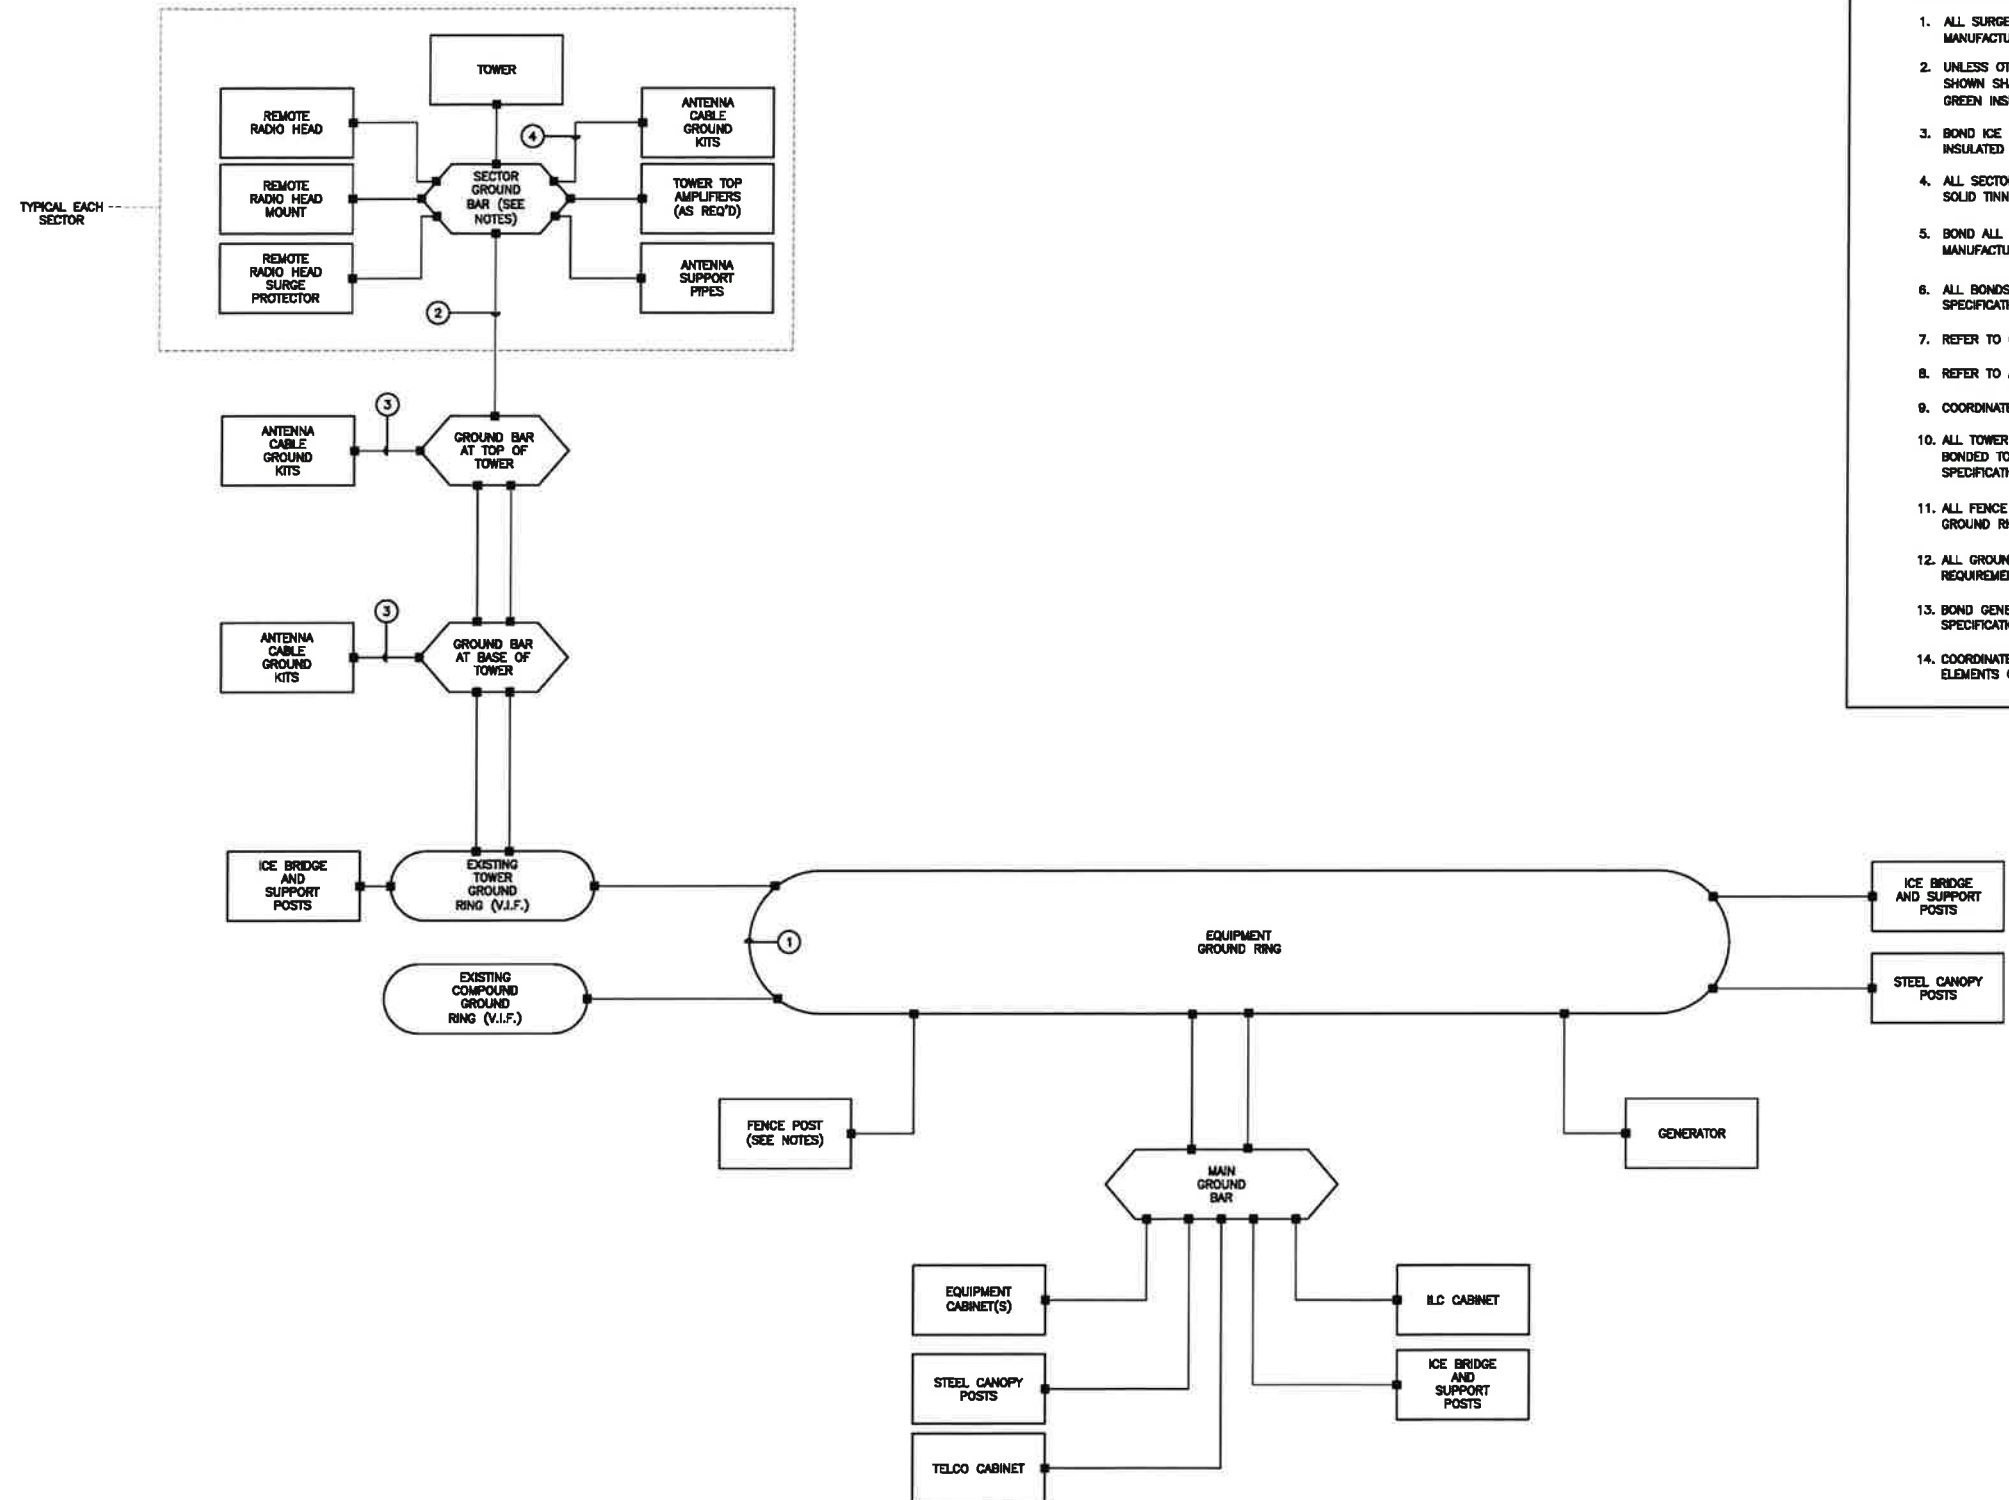 TOWER
REMOTE
RADIO HEAD
ANTENNA
CABLE
GROUND
KITS
4
REMOTE
RADIO HEAD
MOUNT
SECTOR
GROUND
BAR (SEE
NOTES)
TOWER TOP
AMPLIFIERS
(AS REQ'D)
TYPICAL EACH
SECTOR
REMOTE
RADIO HEAD
SURGE
PROTECTOR
ANTENNA
SUPPORT
PIPES
2
3
ANTENNA
CABLE
GROUND
KITS
GROUND BAR
AT TOP OF
TOWER
3
ANTENNA
CABLE
GROUND
KITS
GROUND BAR
AT BASE OF
TOWER
ICE BRIDGE
AND
SUPPORT
POSTS
EXISTING
TOWER
GROUND
RING (V.I.F.)
1
EQUIPMENT
GROUND RING
ICE BRIDGE
AND SUPPORT
POSTS
EXISTING
COMPOUND
GROUND
RING (V.I.F.)
STEEL CANOPY
POSTS
FENCE POST
(SEE NOTES)
GENERATOR
MAIN
GROUND
BAR
EQUIPMENT
CABINET(S)
ILC CABINET
STEEL CANOPY
POSTS
ICE BRIDGE
AND
SUPPORT
POSTS
TELCO CABINET
1. ALL SURGE
MANUFACTU
2. UNLESS OT
SHOWN SHA
GREEN INS
3. BOND ICE
INSULATED
4. ALL SECTO
SOLID TINN
5. BOND ALL
MANUFACTU
6. ALL BONDS
SPECIFICATI
7. REFER TO
8. REFER TO
9. COORDINATE
10. ALL TOWER
BONDED TO
SPECIFICATI
11. ALL FENCE
GROUND RI
12. ALL GROUN
REQUIREME
13. BOND GENE
SPECIFICATI
14. COORDINATE
ELEMENTS